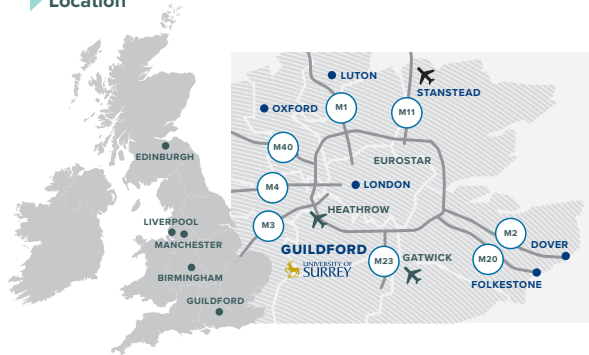 Location
EDINBURGH
LIVERPOOL
MANCHESTER
BIRMINGHAM
GUILDFORD
LUTON
STANSTEAD
OXFORD
M1
M11
M40
EUROSTAR
M4
LONDON
M3
HEATHROW
GUILDFORD
UNIVERSITY OF
SURREY
M23
GATWICK
M2
DOVER
M20
FOLKESTONE